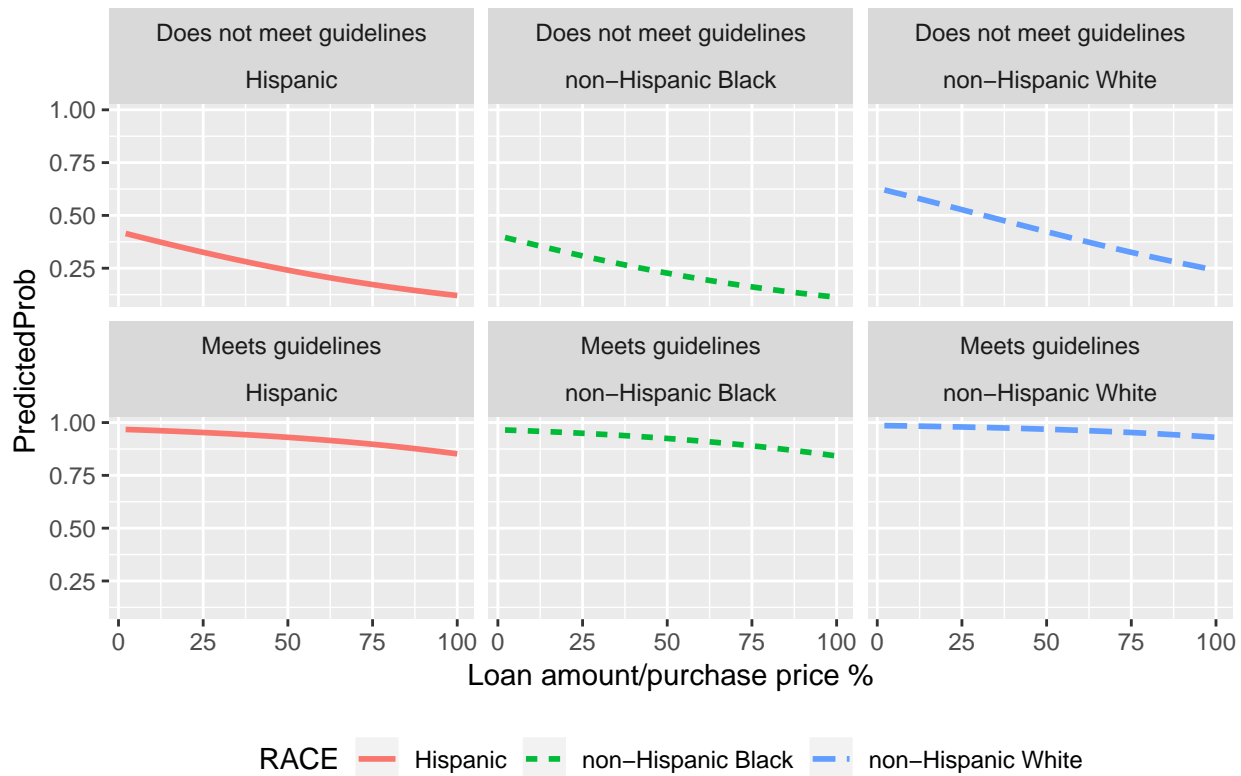 Does not meet guidelines Does not meet guidelines Does not meet guidelines
Hispanic non−Hispanic Black non−Hispanic White
1.00
0.75
0.50
0.25
Meets guidelines Meets guidelines Meets guidelines
Hispanic non−Hispanic Black non−Hispanic White
1.00
0.75
0.50
0.25
PredictedProb
0 25 50 75 100 0 25 50 75 100 0 25 50 75 100
Loan amount/purchase price %
RACE Hispanic non−Hispanic Black non−Hispanic White